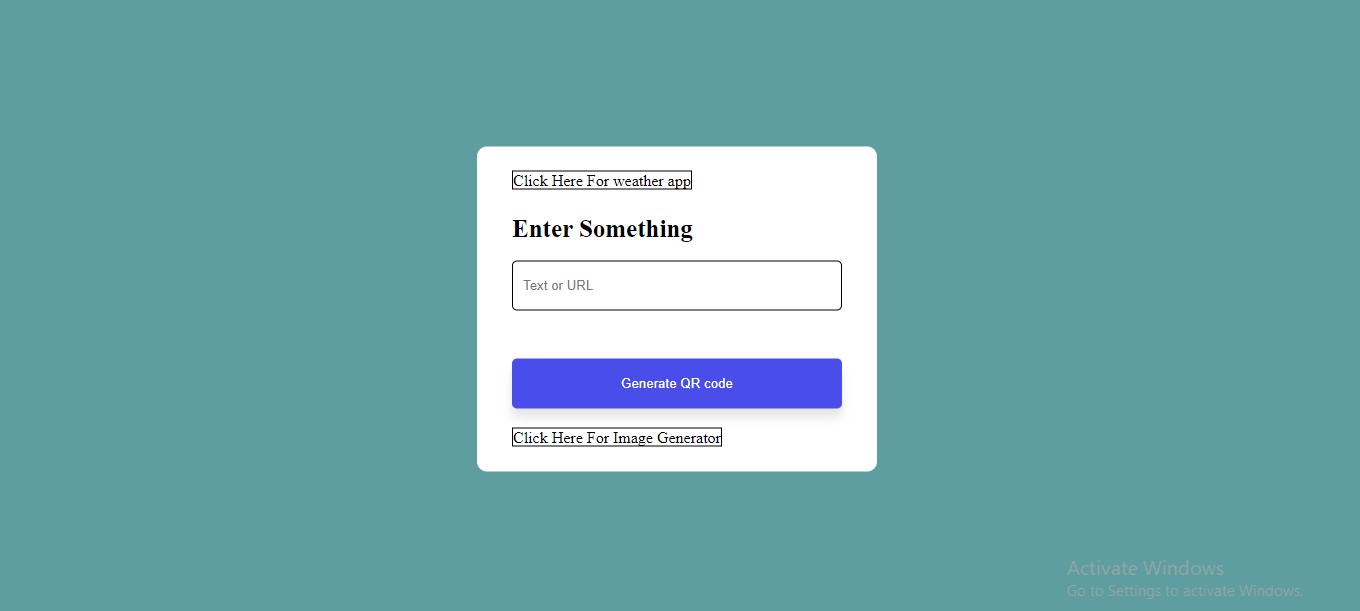 Click Here For weather app
Enter Something
Text or URL
Generate QR code
Click Here For Image Generator
Activate Windows
Go to Settings to activate Windows.